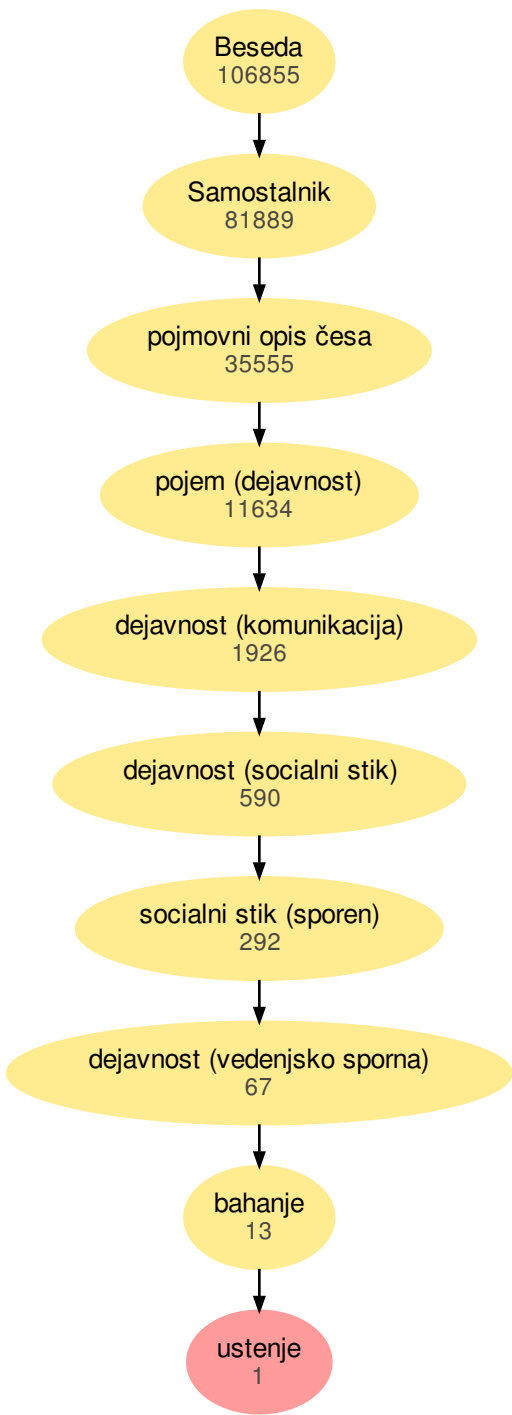 Beseda
106855
Samostalnik
81889
pojmovni opis česa
35555
pojem (dejavnost)
11634
dejavnost (komunikacija)
1926
dejavnost (socialni stik)
590
socialni stik (sporen)
292
dejavnost (vedenjsko sporna)
67
bahanje
13
ustenje
1